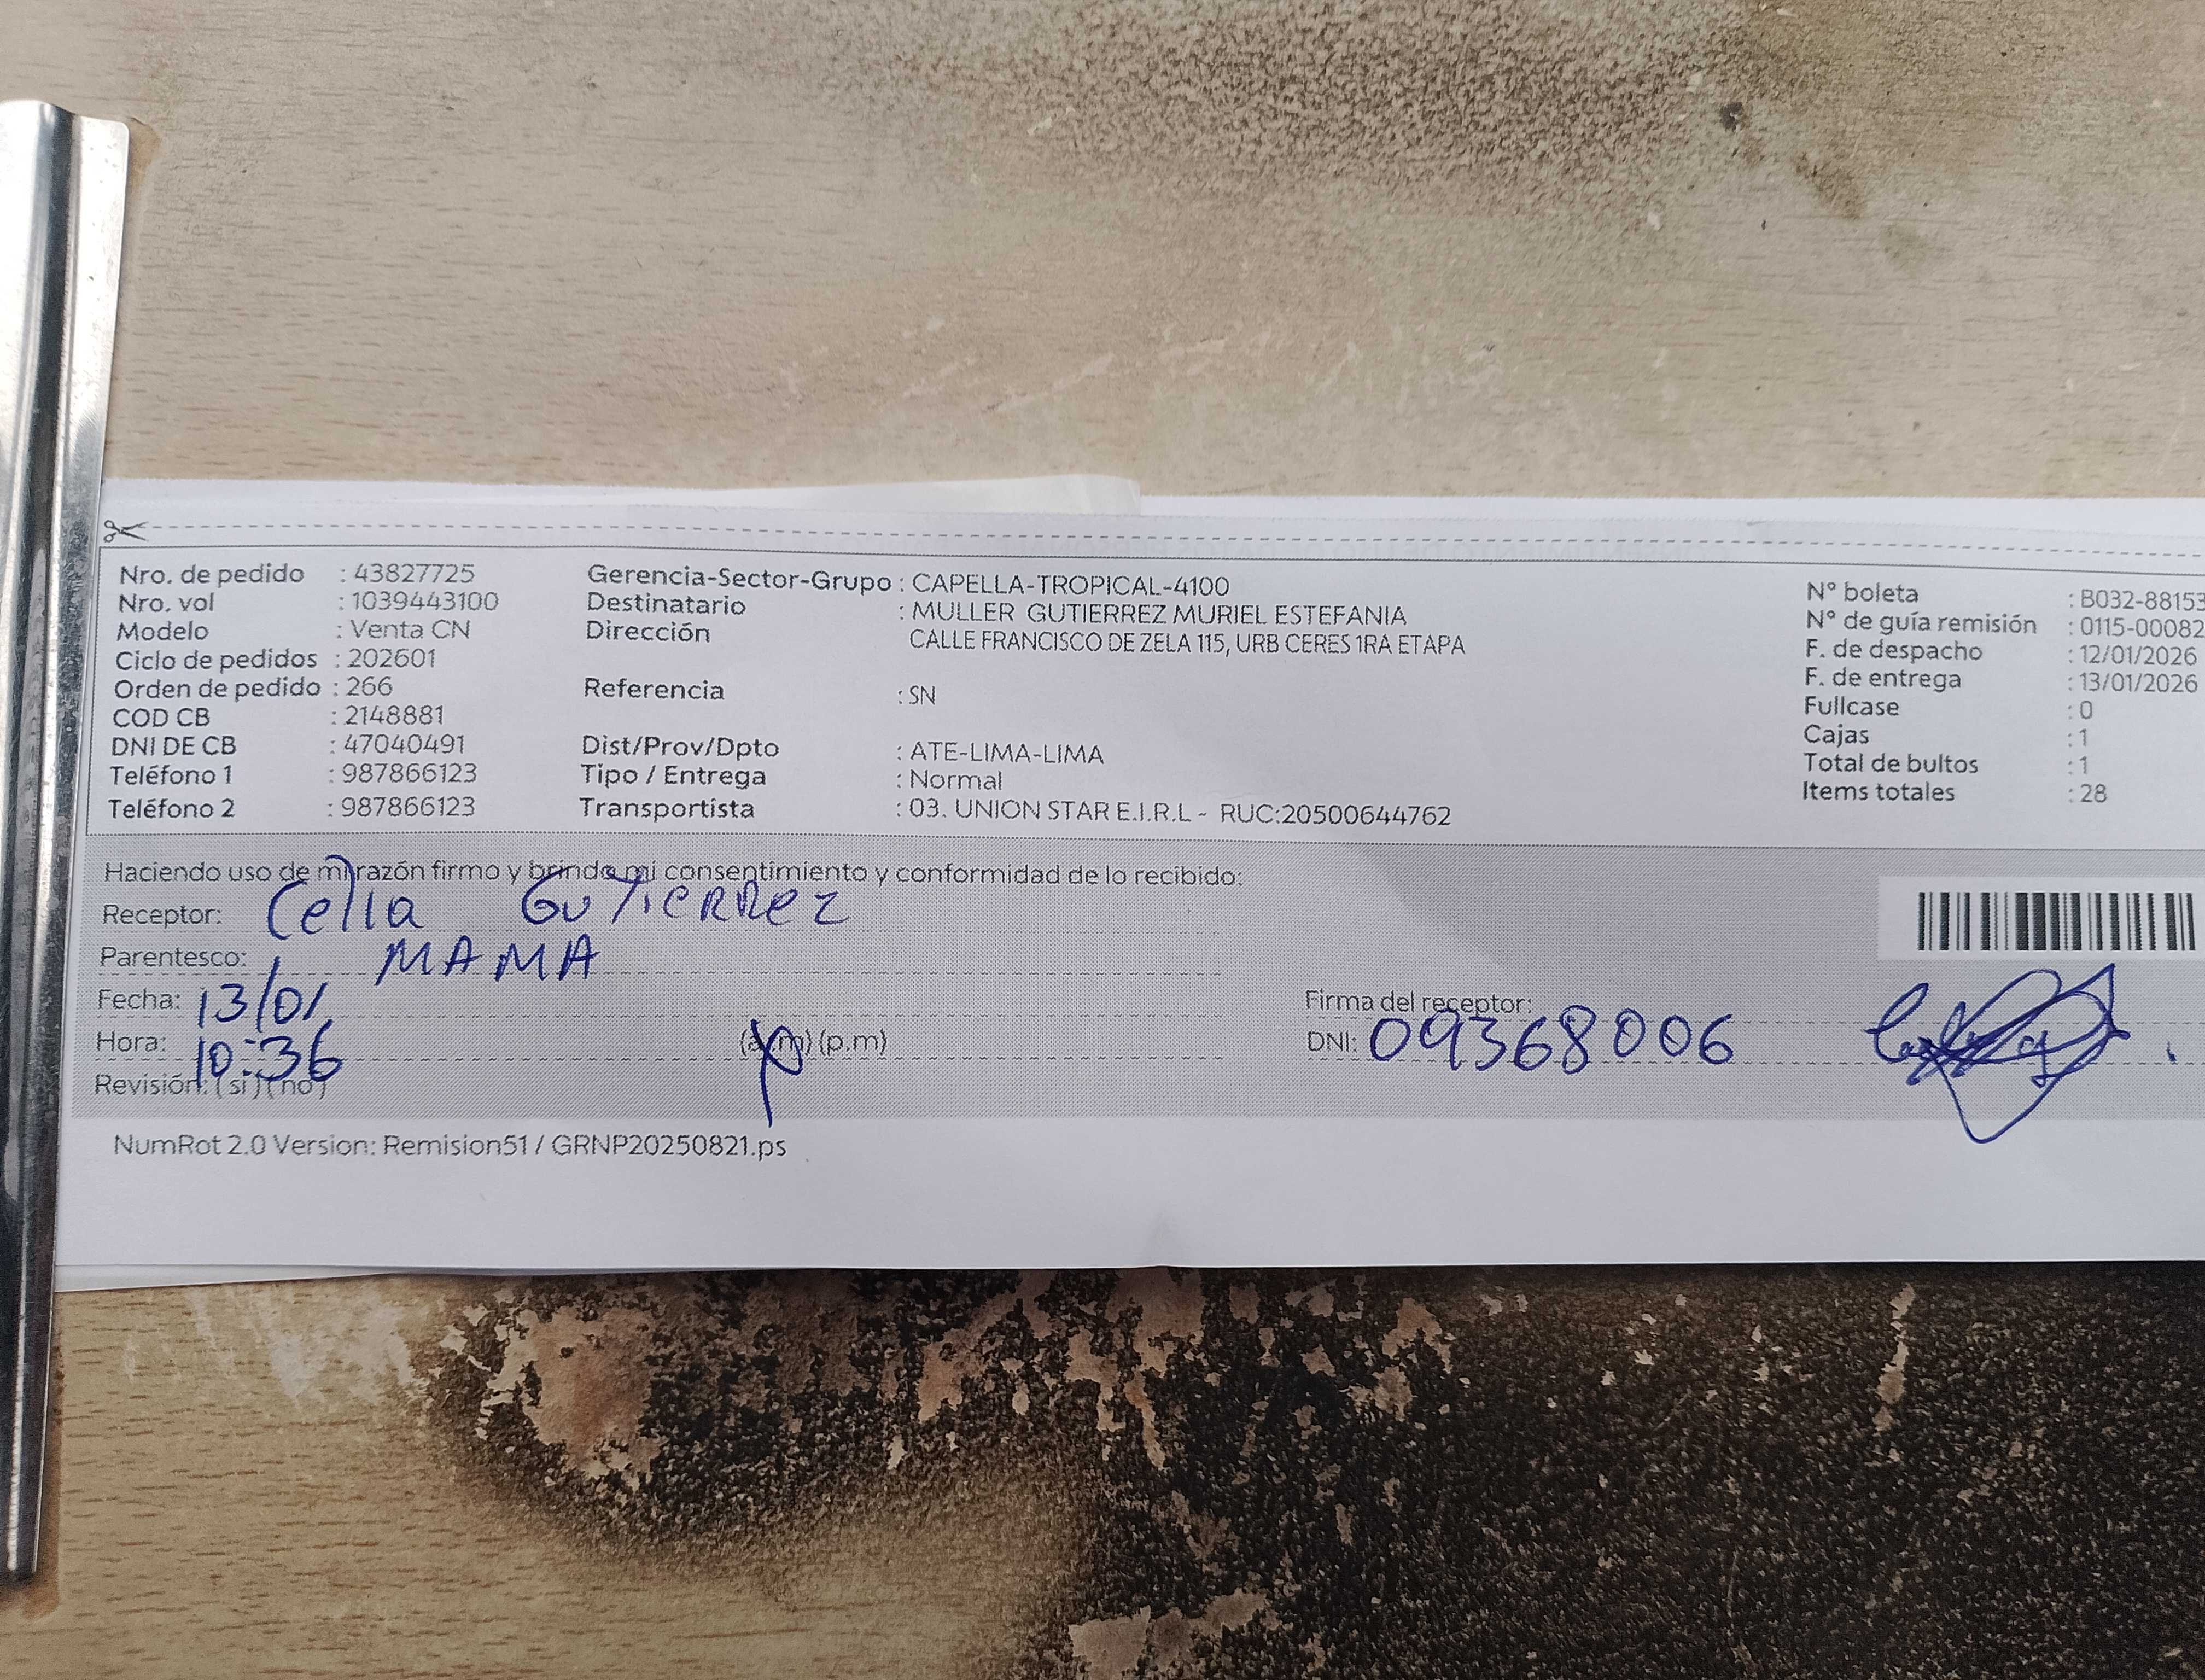 Nro. de pedido : 43827725
Nro. vol : 1039443100
Modelo : Venta CN
Ciclo de pedidos : 202601
Orden de pedido : 266
COD CB : 2148881
DNI DE CB : 47040491
Teléfono 1 : 987866123
Teléfono 2 : 987866123
Gerencia-Sector-Grupo : CAPELLA-TROPICAL-4100
Destinatario : MULLER GUTIERREZ MURIEL ESTEFANIA
Dirección CALLE FRANCISCO DE ZELA 115, URB CERES 1RA ETAPA
Referencia : SN
Dist/Prov/Dpto : ATE-LIMA-LIMA
Tipo / Entrega : Normal
Transportista : 03. UNION STAR E.I.R.L - RUC:20500644762
N° boleta : B032-88153
N° de guía remisión : 0115-00082
F. de despacho : 12/01/2026
F. de entrega : 13/01/2026
Fullcase : 0
Cajas : 1
Total de bultos : 1
Items totales : 28
Haciendo uso de mi razón firmo y brindo mi consentimiento y conformidad de lo recibido:
Receptor: Gutierrez
Parentesco: MAMA
Fecha: 13/01
Hora: 10:36 (a.m) (p.m)
Revisión: (si) (no)
Firma del receptor:
DNI: 09368006
NumRot 2.0 Version: Remision51 / GRNP20250821.ps